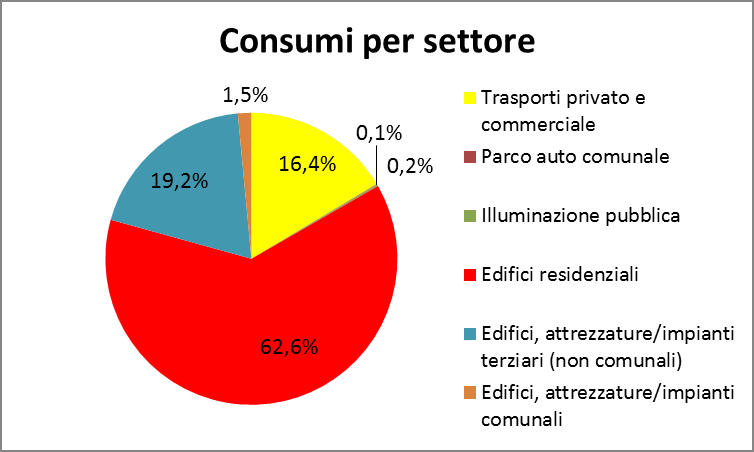 Consumi per settore
1,5%
0,1%
0,2%
16,4%
19,2%
62,6%
Trasporti privato e
commerciale
Parco auto comunale
Illuminazione pubblica
Edifici residenziali
Edifici, attrezzature/impianti
terziari (non comunali)
Edifici, attrezzature/impianti
comunali